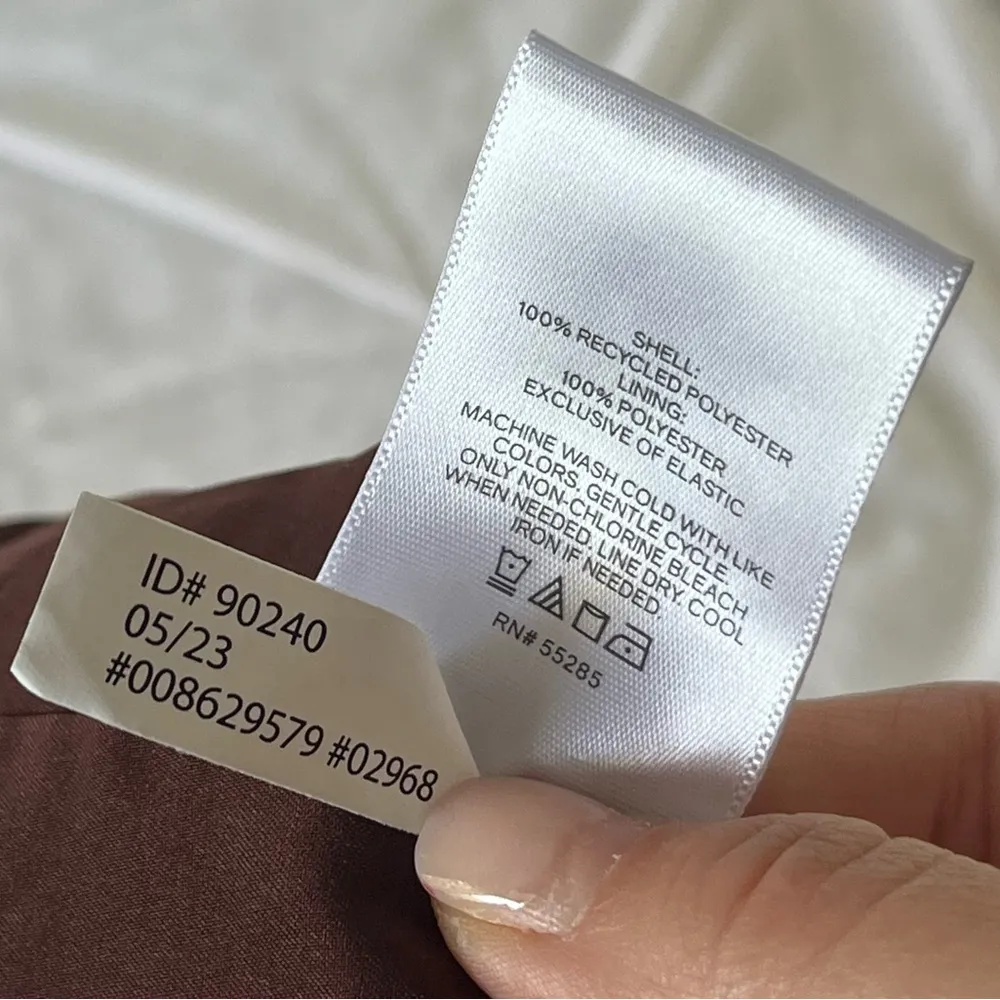 SHELL:
100% RECYCLED POLYESTER
LINING:
100% POLYESTER
EXCLUSIVE OF ELASTIC
MACHINE WASH COLD WITH LIKE
COLORS, GENTLE CYCLE.
ONLY NON-CHLORINE BLEACH
WHEN NEEDED. LINE DRY. COOL
IRON IF NEEDED.
RN# 55285
ID# 90240
05/23
#008629579 #02968